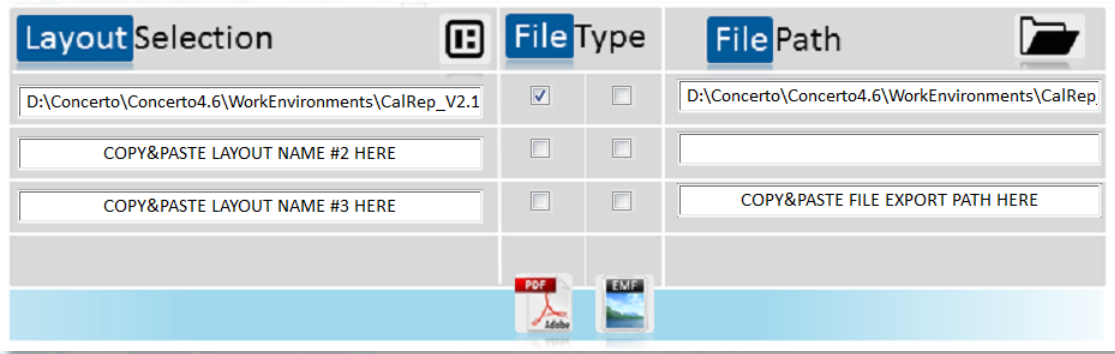 Layout Selection
File Type
File Path
D:\Concerto\Concerto4.6\WorkEnvironments\CalRep_V2.1
D:\Concerto\Concerto4.6\WorkEnvironments\CalRep_
COPY&PASTE LAYOUT NAME #2 HERE
COPY&PASTE LAYOUT NAME #3 HERE
COPY&PASTE FILE EXPORT PATH HERE
PDF
Adobe
EMF